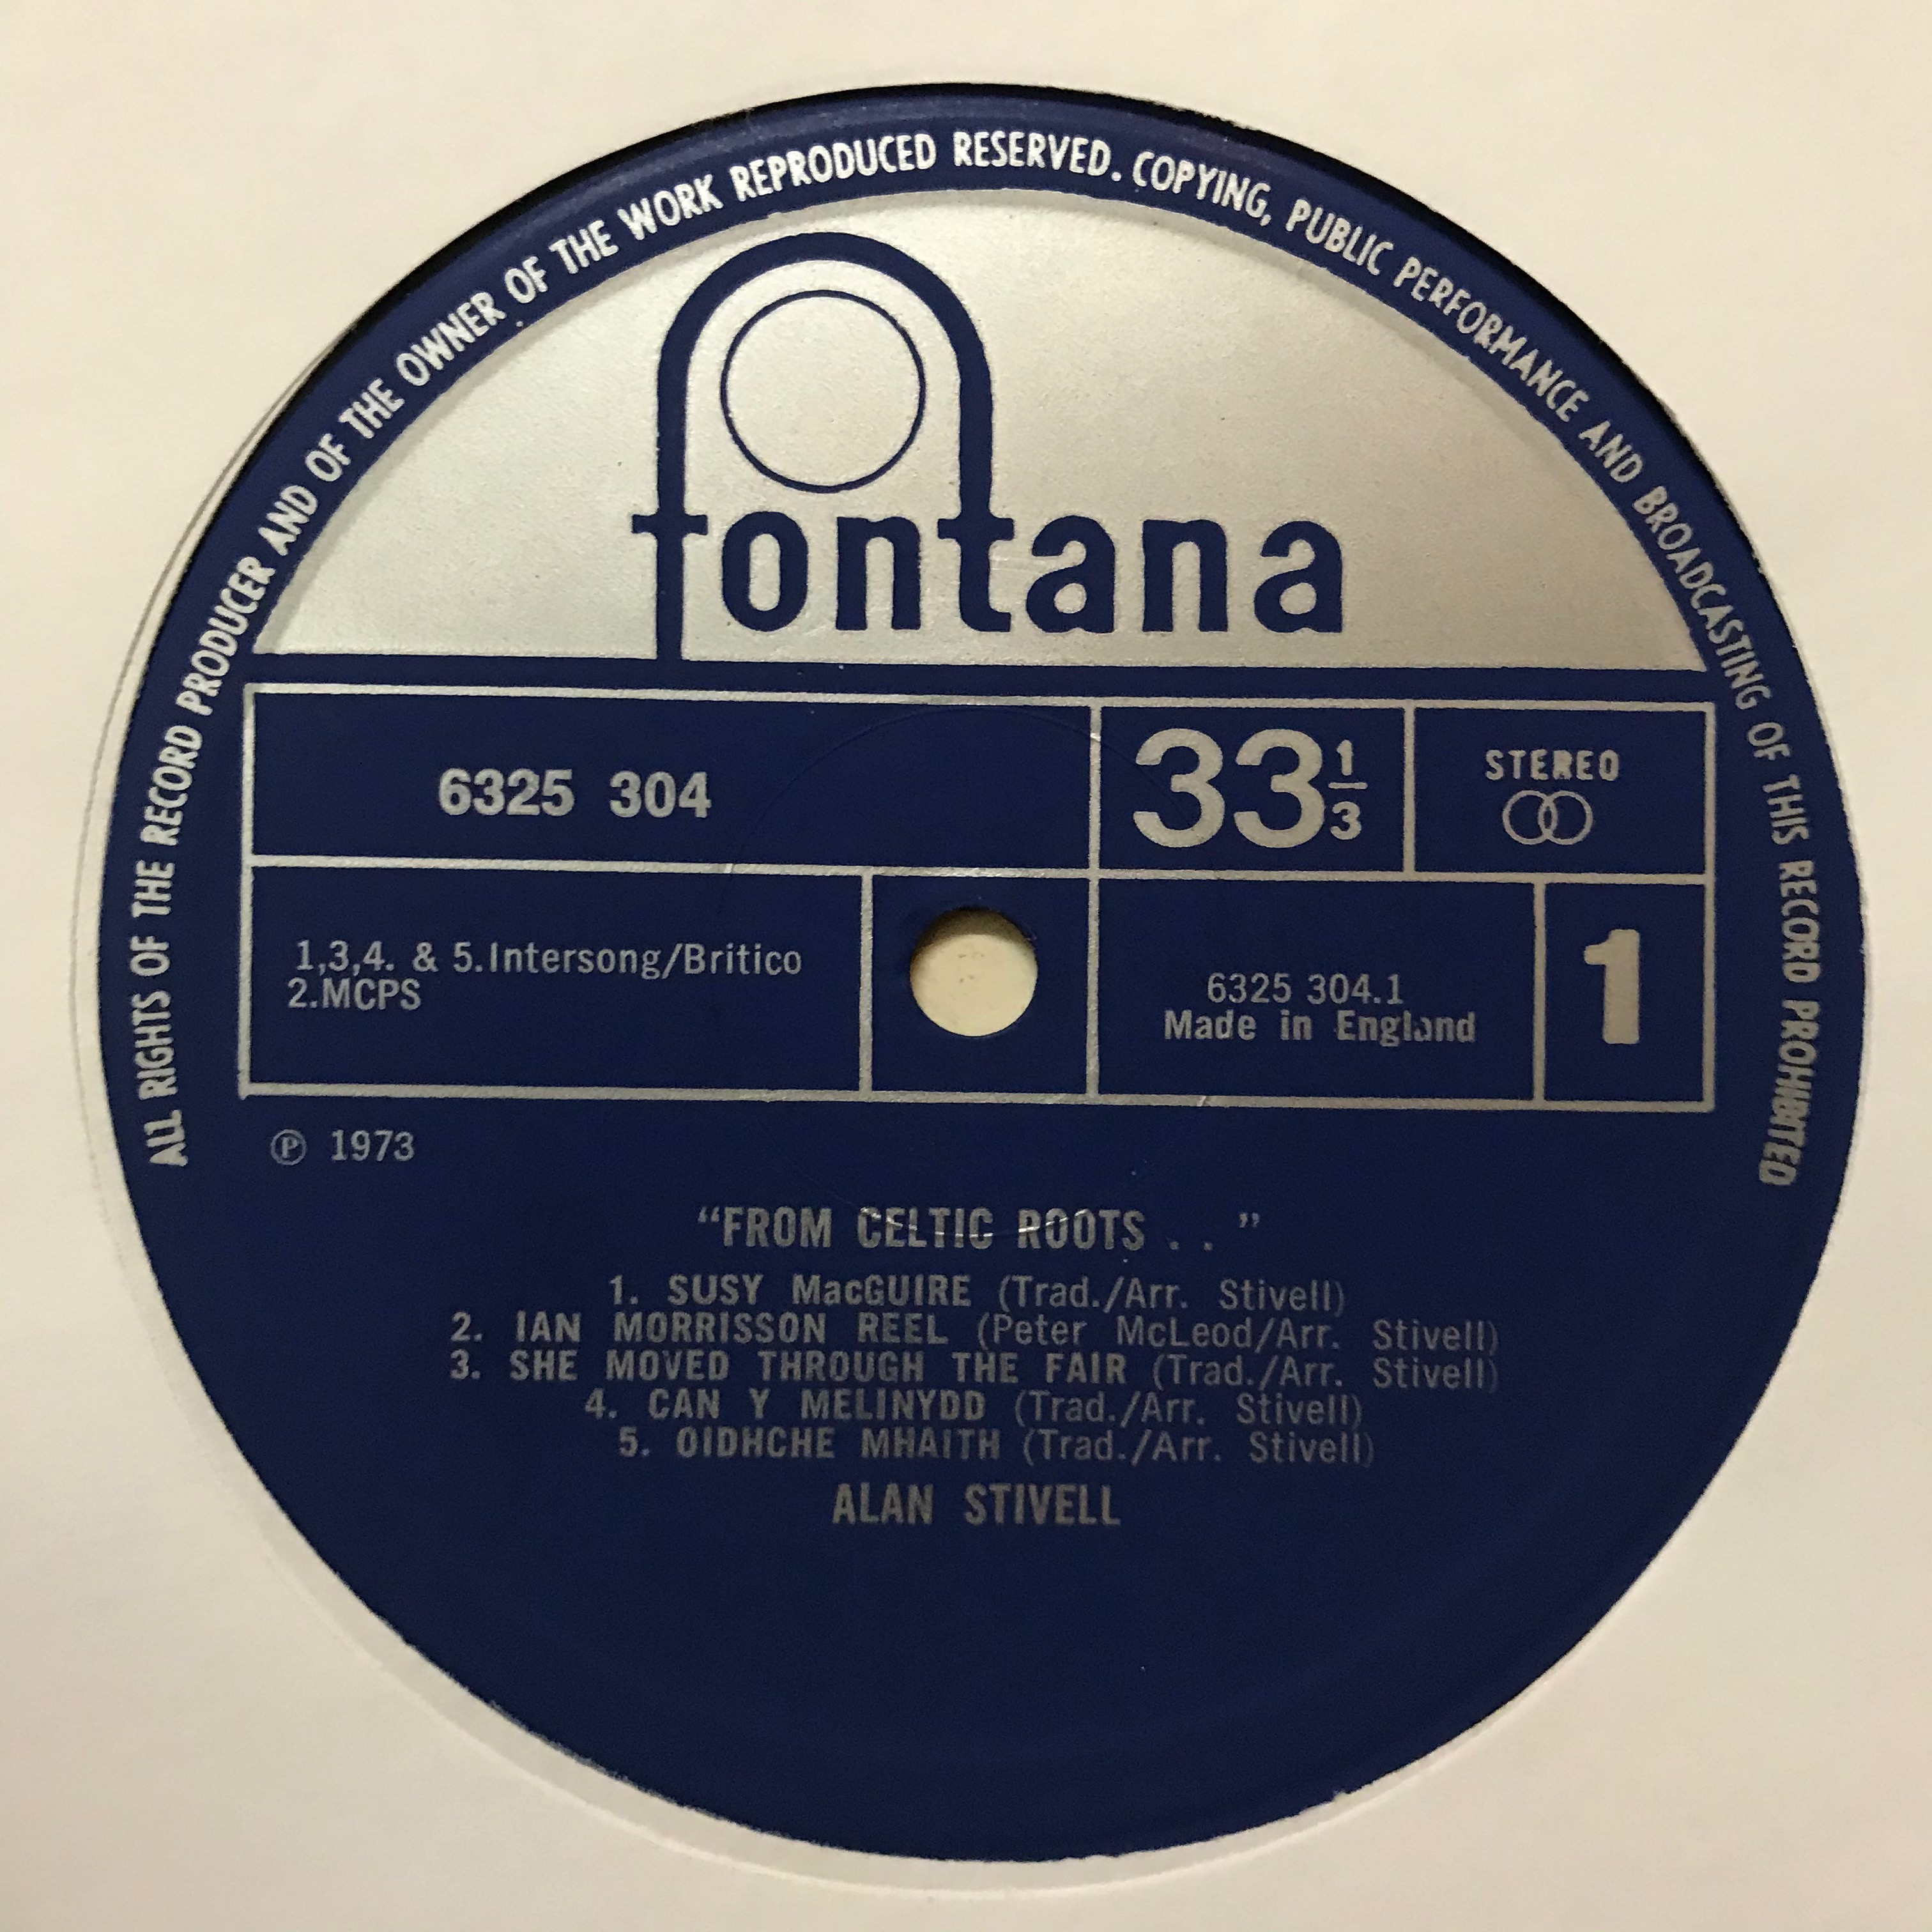 ALL RIGHTS OF THE RECORD PRODUCER AND OF THE OWNER OF THE WORK REPRODUCED RESERVED. COPYING, PUBLIC PERFORMANCE AND BROADCASTING OF THIS RECORD PROHIBITED
fontana
6325 304
33 1/3
STEREO
1,3,4. & 5.Intersong/Britico
2.MCPS
6325 304.1
Made in England
1
℗ 1973
“FROM CELTIC ROOTS . . ”
1. SUSY MacGUIRE (Trad./Arr. Stivell)
2. IAN MORRISSON REEL (Peter McLeod/Arr. Stivell)
3. SHE MOVED THROUGH THE FAIR (Trad./Arr. Stivell)
4. CAN Y MELINYDD (Trad./Arr. Stivell)
5. OIDHCHE MHAITH (Trad./Arr. Stivell)
ALAN STIVELL